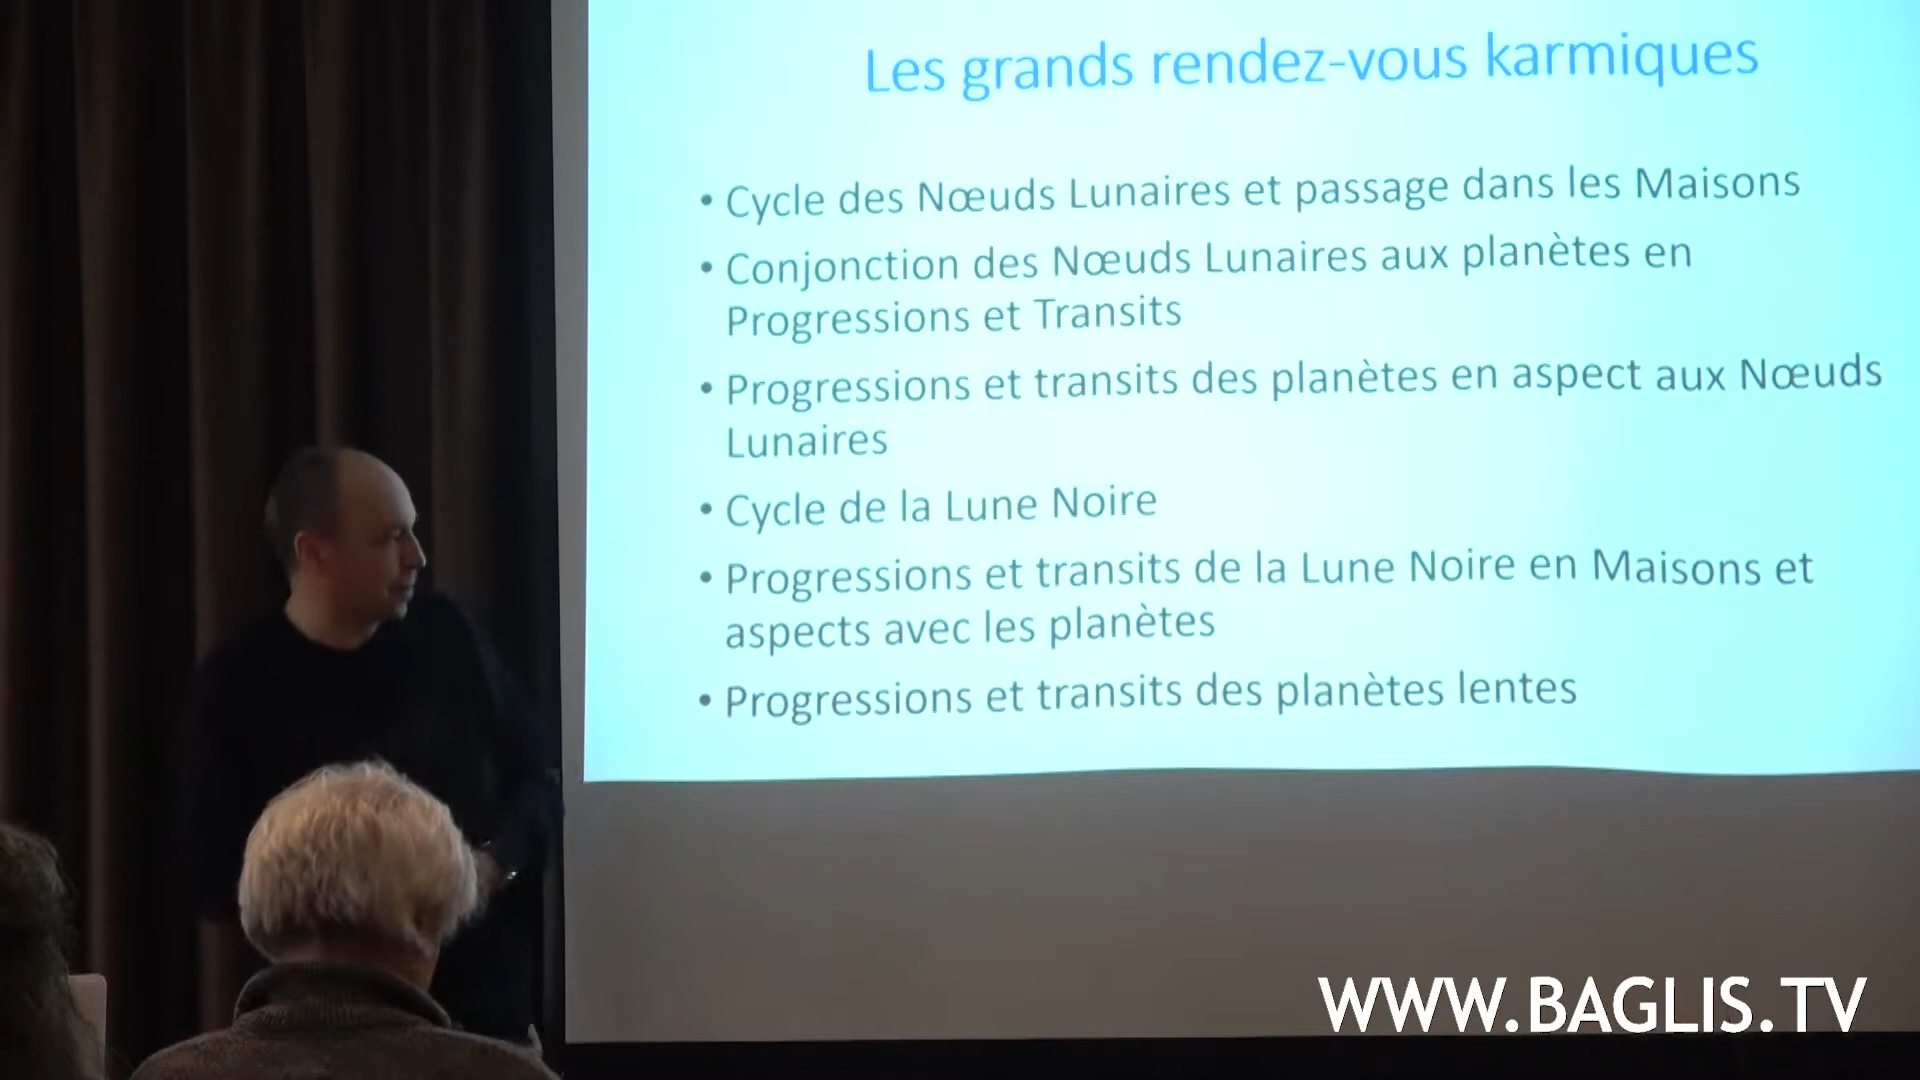 Les grands rendez-vous karmiques
• Cycle des Nœuds Lunaires et passage dans les Maisons
• Conjonction des Nœuds Lunaires aux planètes en
Progressions et Transits
• Progressions et transits des planètes en aspect aux Nœuds
Lunaires
• Cycle de la Lune Noire
• Progressions et transits de la Lune Noire en Maisons et
aspects avec les planètes
• Progressions et transits des planètes lentes
WWW.BAGLIS.TV